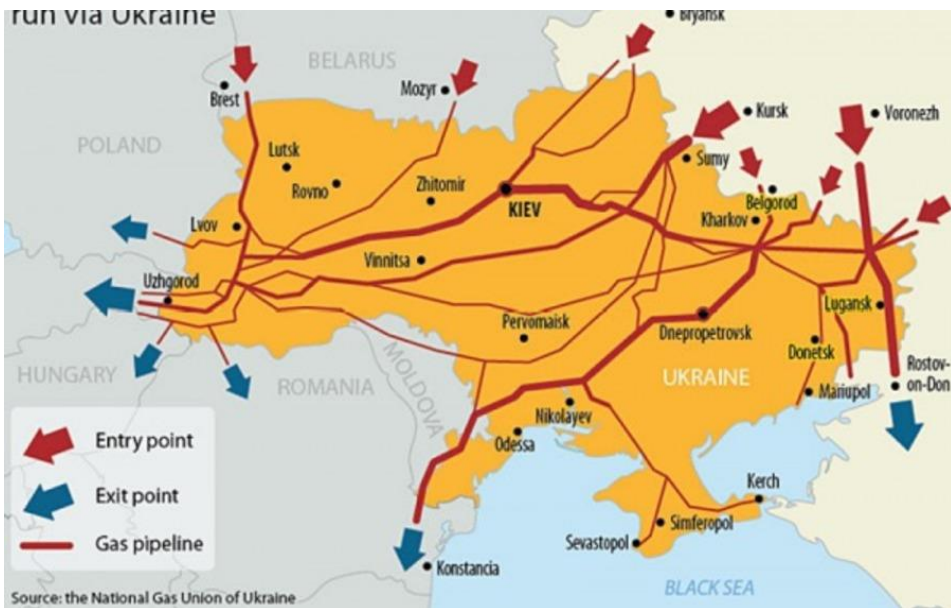 run via Ukraine
Bryansk
BELARUS
Brest
Mozyr
Kursk
Voronezh
POLAND
Lutsk
Rovno
Zhitomir
Sumy
KIEV
Belgorod
Kharkov
Lvov
Vinnitsa
Uzhgorod
Pervomaisk
Dnepropetrovsk
Lugansk
Donetsk
HUNGARY
ROMANIA
MOLDOVA
UKRAINE
Rostov-
on-Don
Mariupol
Nikolayev
Odessa
Entry point
Exit point
Gas pipeline
Kerch
Simferopol
Sevastopol
Konstancia
BLACK SEA
Source: the National Gas Union of Ukraine